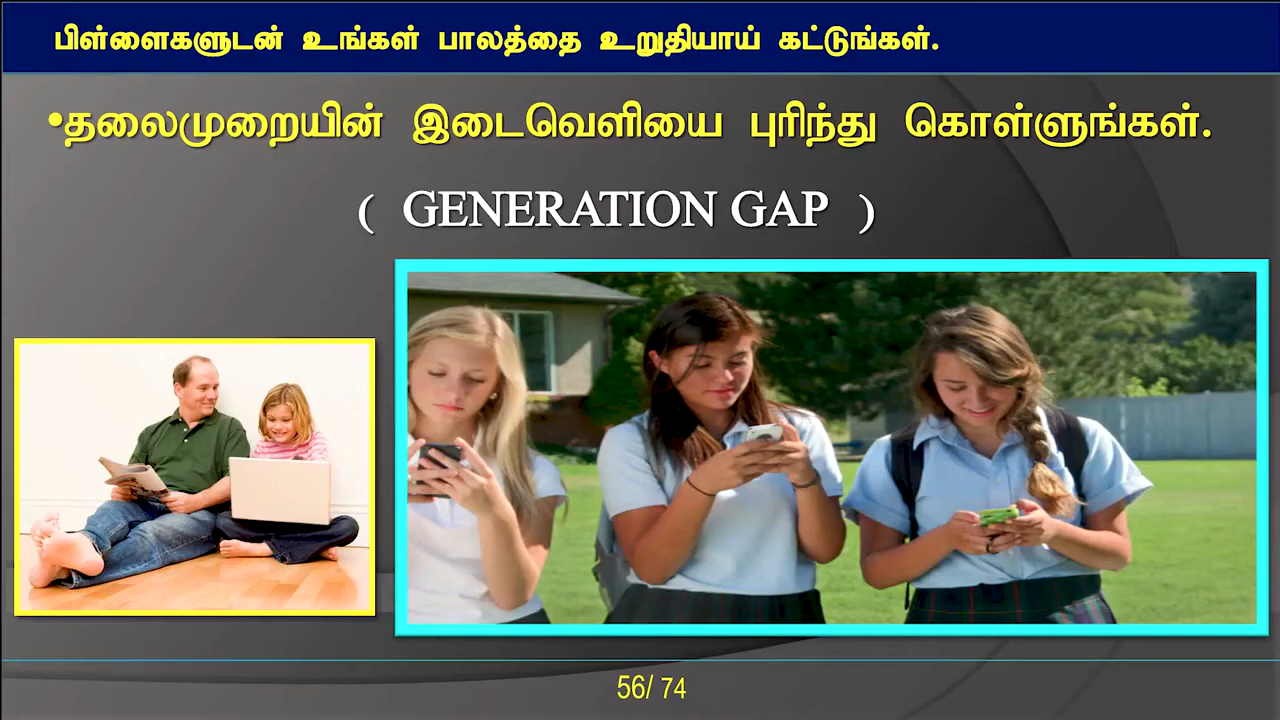 பிள்ளைகளுடன் உங்கள் பாலத்தை உறுதியாய் கட்டுங்கள்.
•தலைமுறையின் இடைவெளியை புரிந்து கொள்ளுங்கள்.
( GENERATION GAP )
56/ 74